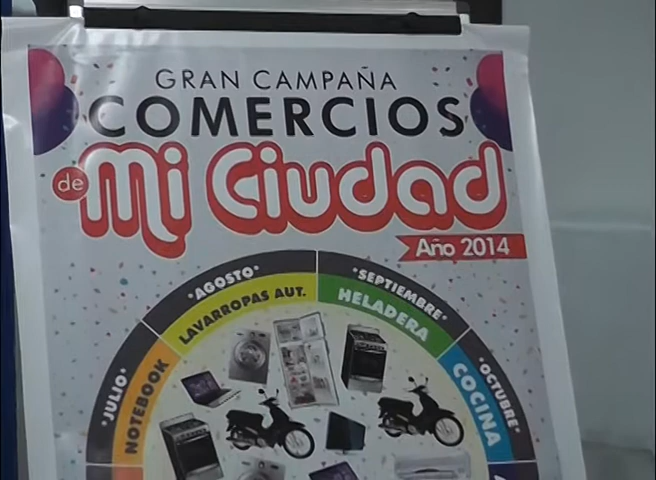 GRAN CAMPAÑA
COMERCIOS
de Mi Ciudad
Año 2014
•JULIO•
NOTEBOOK
•AGOSTO•
LAVARROPAS AUT.
•SEPTIEMBRE•
HELADERA
•OCTUBRE•
COCINA